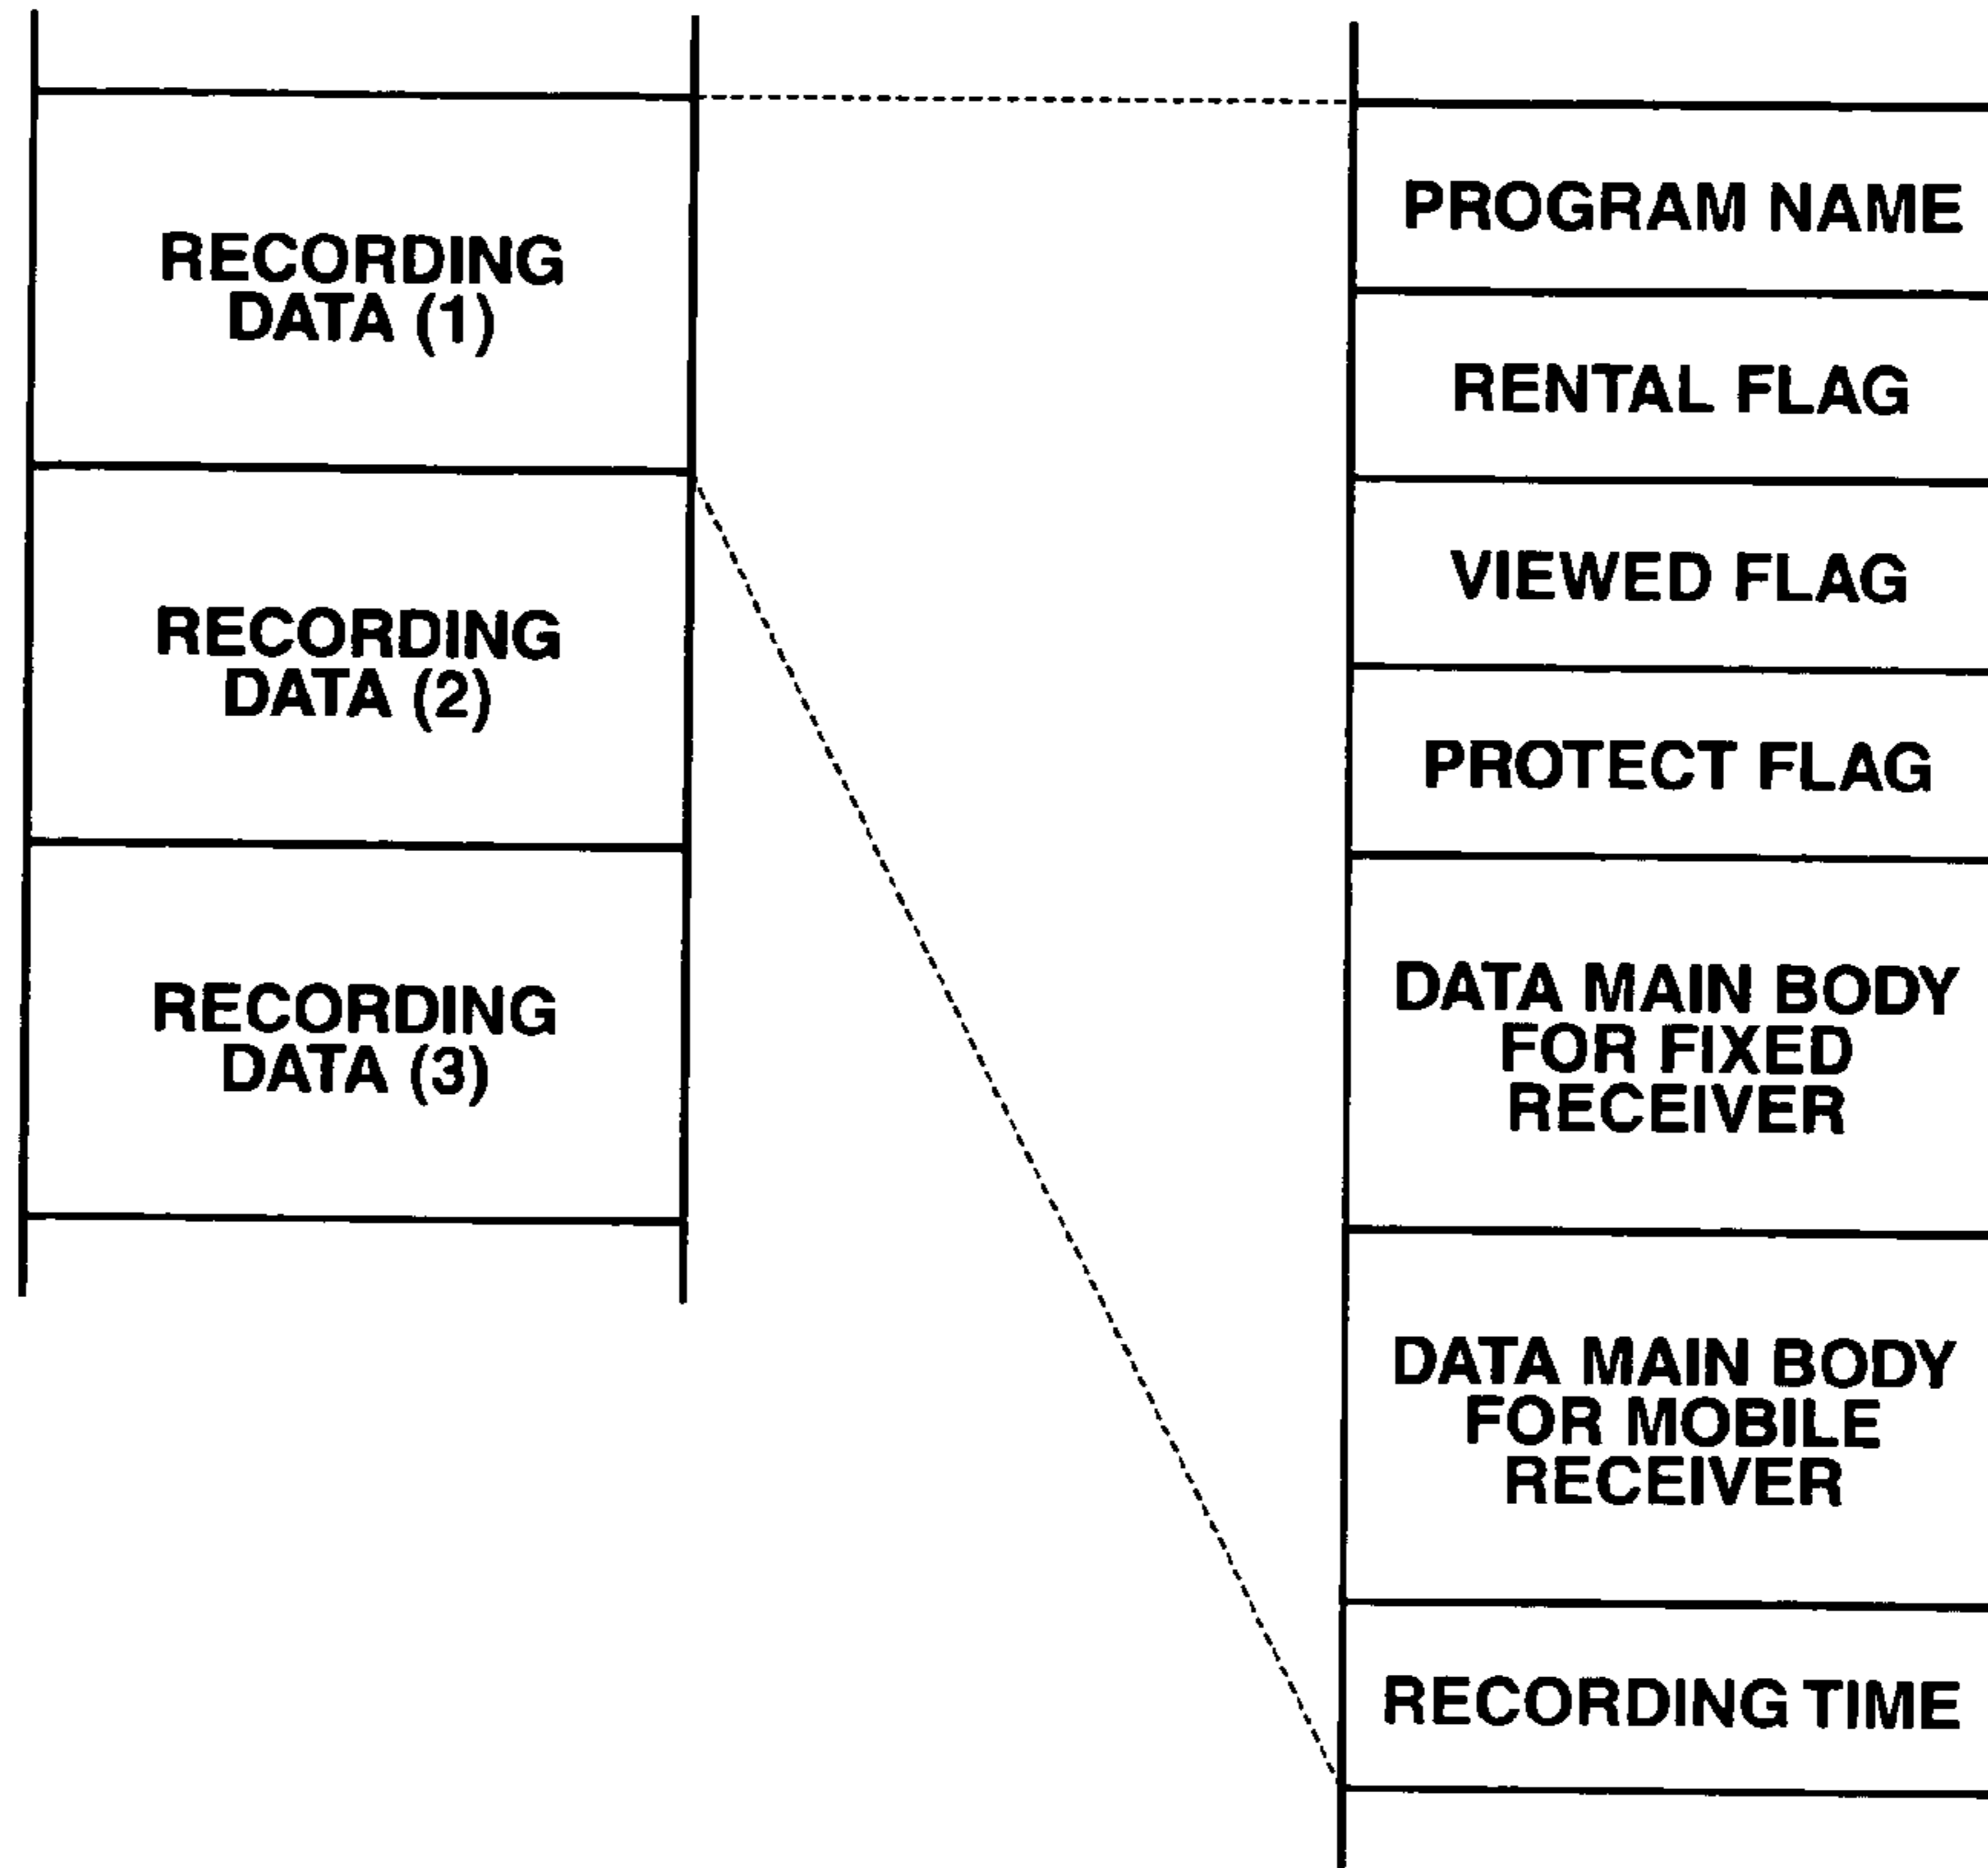 RECORDING
DATA (1)
RECORDING
DATA (2)
RECORDING
DATA (3)
PROGRAM NAME
RENTAL FLAG
VIEWED FLAG
PROTECT FLAG
DATA MAIN BODY
FOR FIXED
RECEIVER
DATA MAIN BODY
FOR MOBILE
RECEIVER
RECORDING TIME